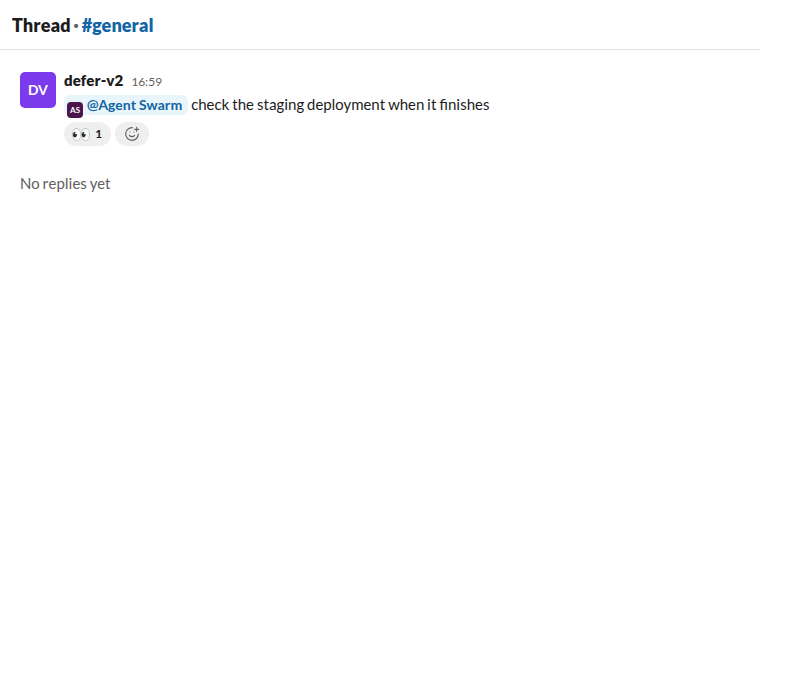 Thread • #general
DV
defer-v2 16:59
AS @Agent Swarm check the staging deployment when it finishes
👀 1
No replies yet